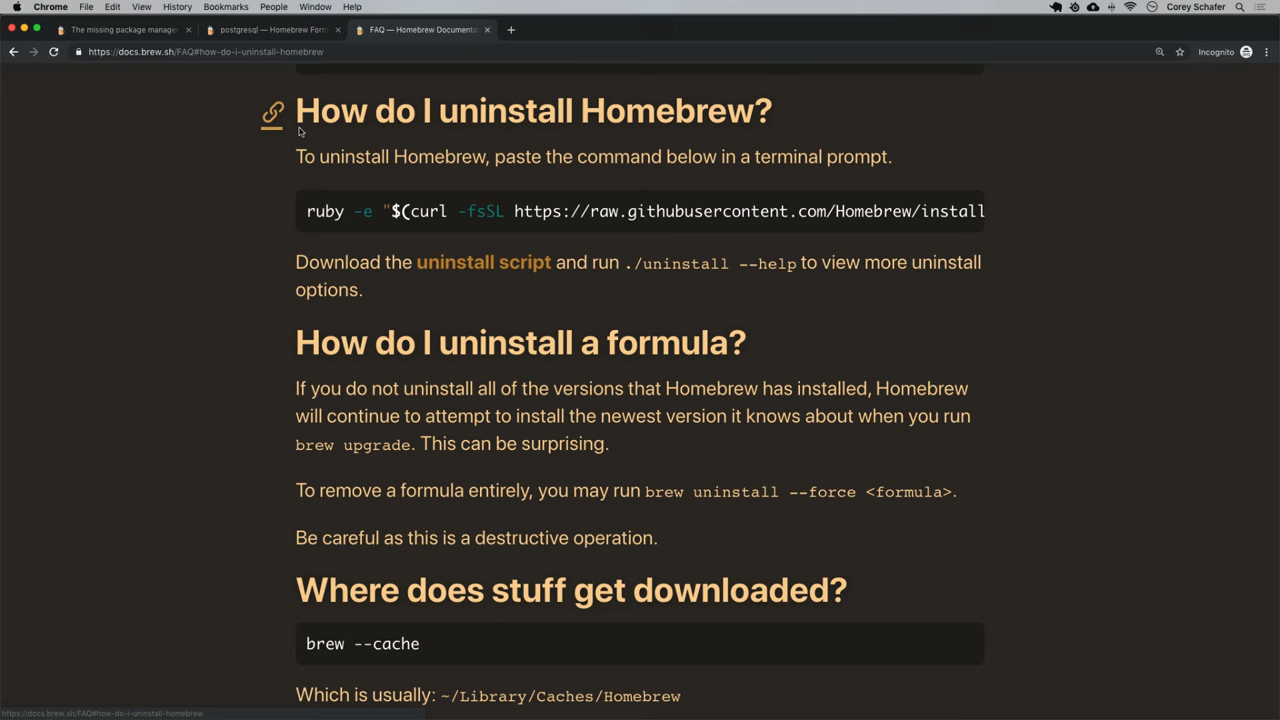 Chrome File Edit View History Bookmarks People Window Help Corey Schafer
The missing package manage
postgresql — Homebrew Form
FAQ — Homebrew Documenta
https://docs.brew.sh/FAQ#how-do-i-uninstall-homebrew Incognito
How do I uninstall Homebrew?
To uninstall Homebrew, paste the command below in a terminal prompt.
ruby -e "$(curl -fsSL https://raw.githubusercontent.com/Homebrew/install
Download the uninstall script and run ./uninstall --help to view more uninstall
options.
How do I uninstall a formula?
If you do not uninstall all of the versions that Homebrew has installed, Homebrew
will continue to attempt to install the newest version it knows about when you run
brew upgrade. This can be surprising.
To remove a formula entirely, you may run brew uninstall --force <formula>.
Be careful as this is a destructive operation.
Where does stuff get downloaded?
brew --cache
Which is usually: ~/Library/Caches/Homebrew
https://docs.brew.sh/FAQ#how-do-i-uninstall-homebrew